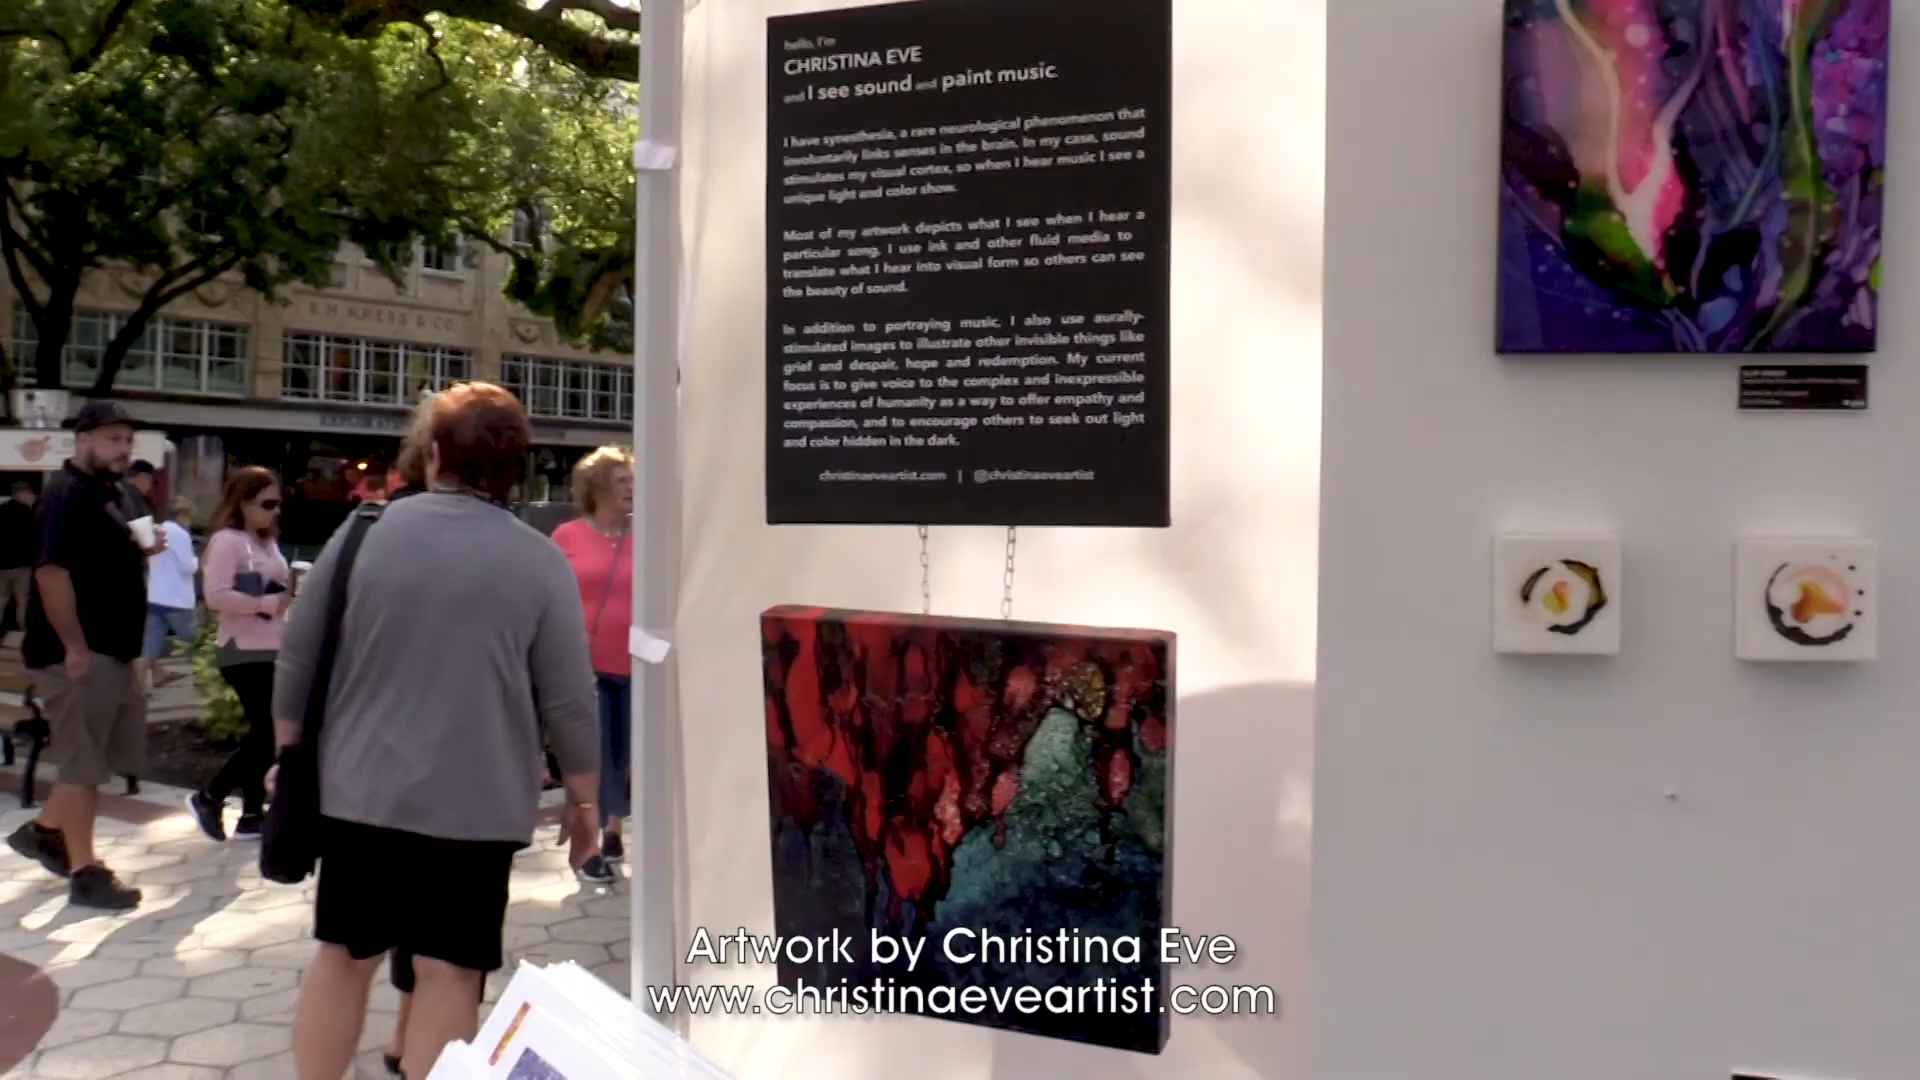 hello, I'm
CHRISTINA EVE
and I see sound and paint music
I have synesthesia, a rare neurological phenomenon that
involuntarily links senses in the brain. In my case, sound
stimulates my visual cortex, so when I hear music I see a
unique light and color show.
Most of my artwork depicts what I see when I hear a
particular song. I use ink and other fluid media to
translate what I hear into visual form so others can see
the beauty of sound.
In addition to portraying music, I also use aurally-
stimulated images to illustrate other invisible things like
grief and despair, hope and redemption. My current
focus is to give voice to the complex and inexpressible
experiences of humanity as a way to offer empathy and
compassion, and to encourage others to seek out light
and color hidden in the dark.
christinaeveartist.com | @christinaeveartist
S.H. KRESS & CO.
Artwork by Christina Eve
www.christinaeveartist.com